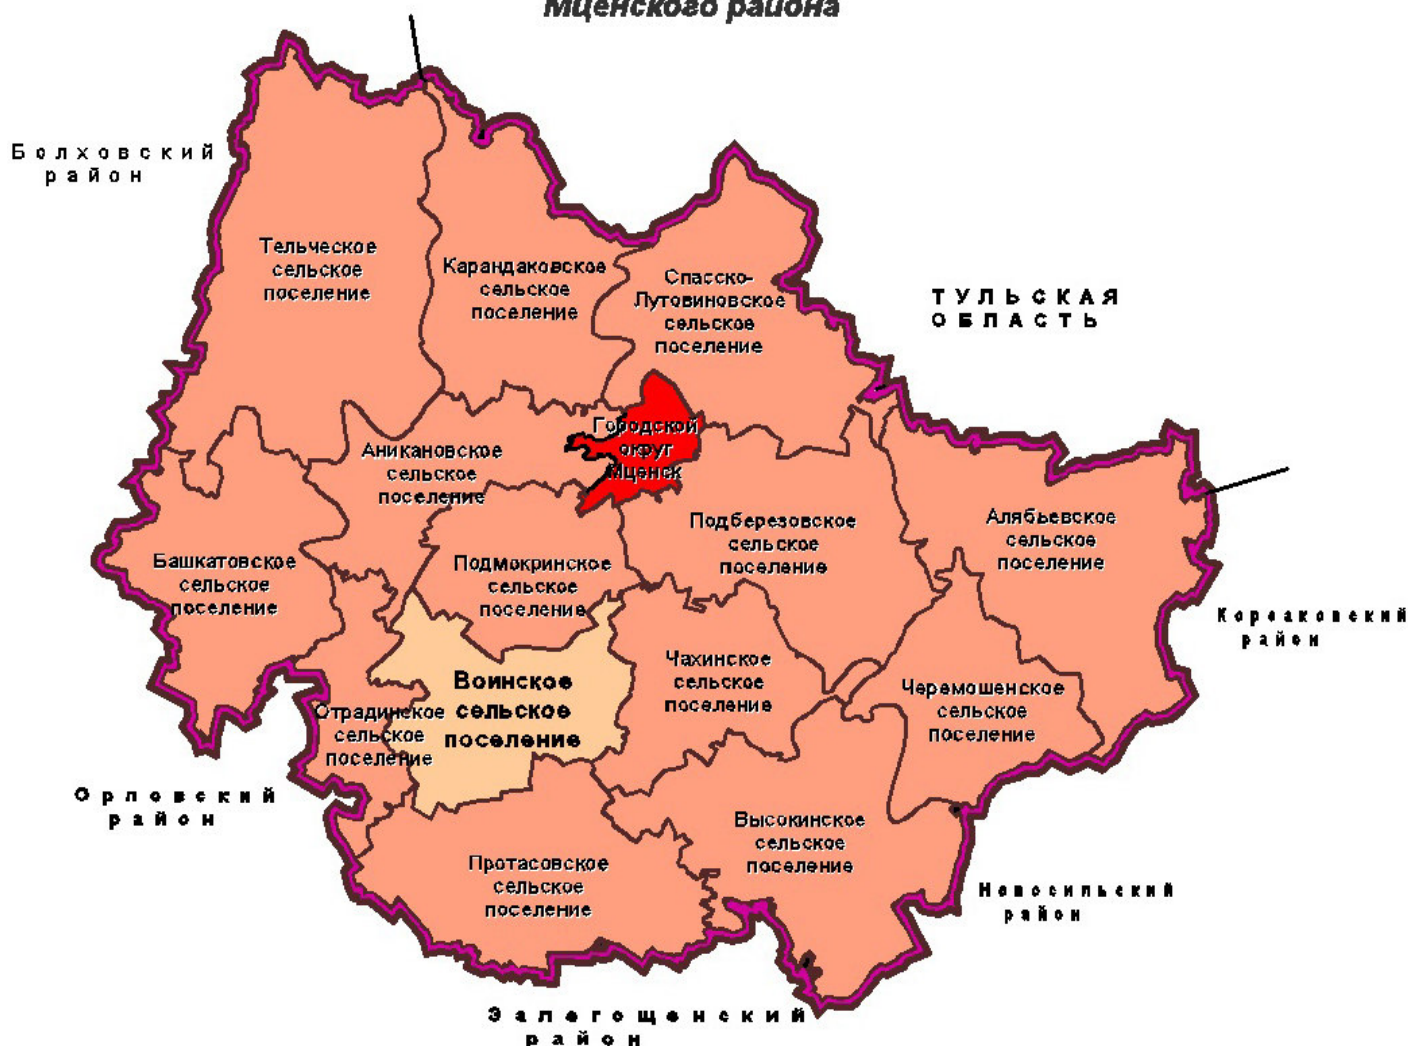 Мценского района
Болховский
район
Тельческое
сельское
поселение
Карандаковское
сельское
поселение
Спасско-
Лутовиновское
сельское
поселение
ТУЛЬСКАЯ
ОБЛАСТЬ
Городской
округ
Мценск
Аникановское
сельское
поселение
Подберезовское
сельское
поселение
Алябьевское
сельское
поселение
Башкатовское
сельское
поселение
Подмокринское
сельское
поселение
Корсаковский
район
Воинское
сельское
поселение
Чахинское
сельское
поселение
Черемошенское
сельское
поселение
Отрадинское
сельское
поселение
Орловский
район
Высокинское
сельское
поселение
Протасовское
сельское
поселение
Новосильский
район
Залегощенский
район